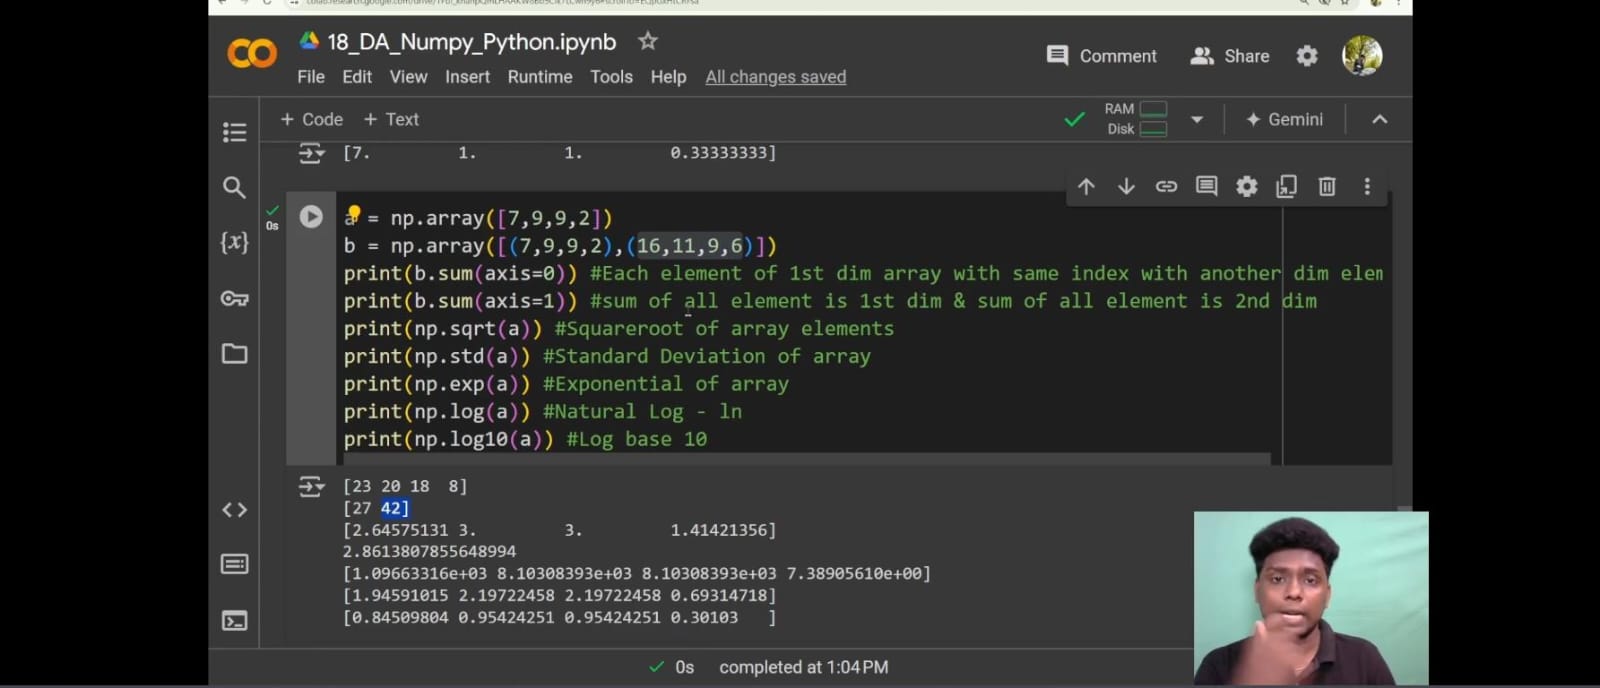 18_DA_Numpy_Python.ipynb
Comment
Share
File Edit View Insert Runtime Tools Help All changes saved
+ Code + Text
RAM
Disk
Gemini
[7. 1. 1. 0.33333333]
0s
a = np.array([7,9,9,2])
b = np.array([(7,9,9,2),(16,11,9,6)])
print(b.sum(axis=0)) #Each element of 1st dim array with same index with another dim elem
print(b.sum(axis=1)) #sum of all element is 1st dim & sum of all element is 2nd dim
print(np.sqrt(a)) #Squareroot of array elements
print(np.std(a)) #Standard Deviation of array
print(np.exp(a)) #Exponential of array
print(np.log(a)) #Natural Log - ln
print(np.log10(a)) #Log base 10
[23 20 18 8]
[27 42]
[2.64575131 3. 3. 1.41421356]
2.8613807855648994
[1.09663316e+03 8.10308393e+03 8.10308393e+03 7.38905610e+00]
[1.94591015 2.19722458 2.19722458 0.69314718]
[0.84509804 0.95424251 0.95424251 0.30103 ]
0s completed at 1:04 PM